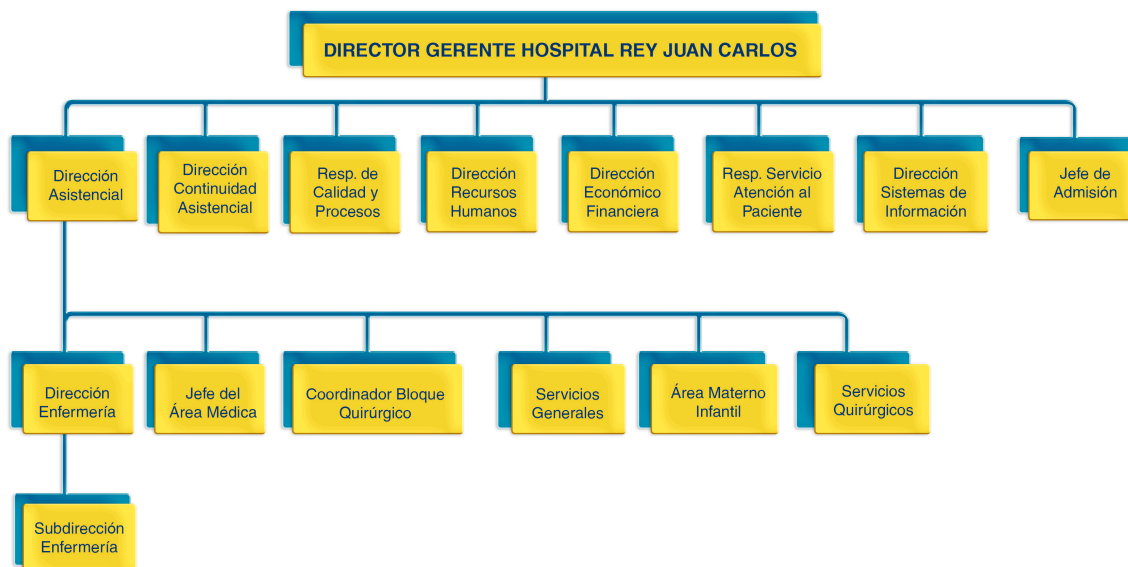 DIRECTOR GERENTE HOSPITAL REY JUAN CARLOS
Dirección
Asistencial
Dirección
Continuidad
Asistencial
Resp. de
Calidad y
Procesos
Dirección
Recursos
Humanos
Dirección
Económico
Financiera
Resp. Servicio
Atención al
Paciente
Dirección
Sistemas de
Información
Jefe de
Admisión
Dirección
Enfermería
Jefe del
Área Médica
Coordinador Bloque
Quirúrgico
Servicios
Generales
Área Materno
Infantil
Servicios
Quirúrgicos
Subdirección
Enfermería